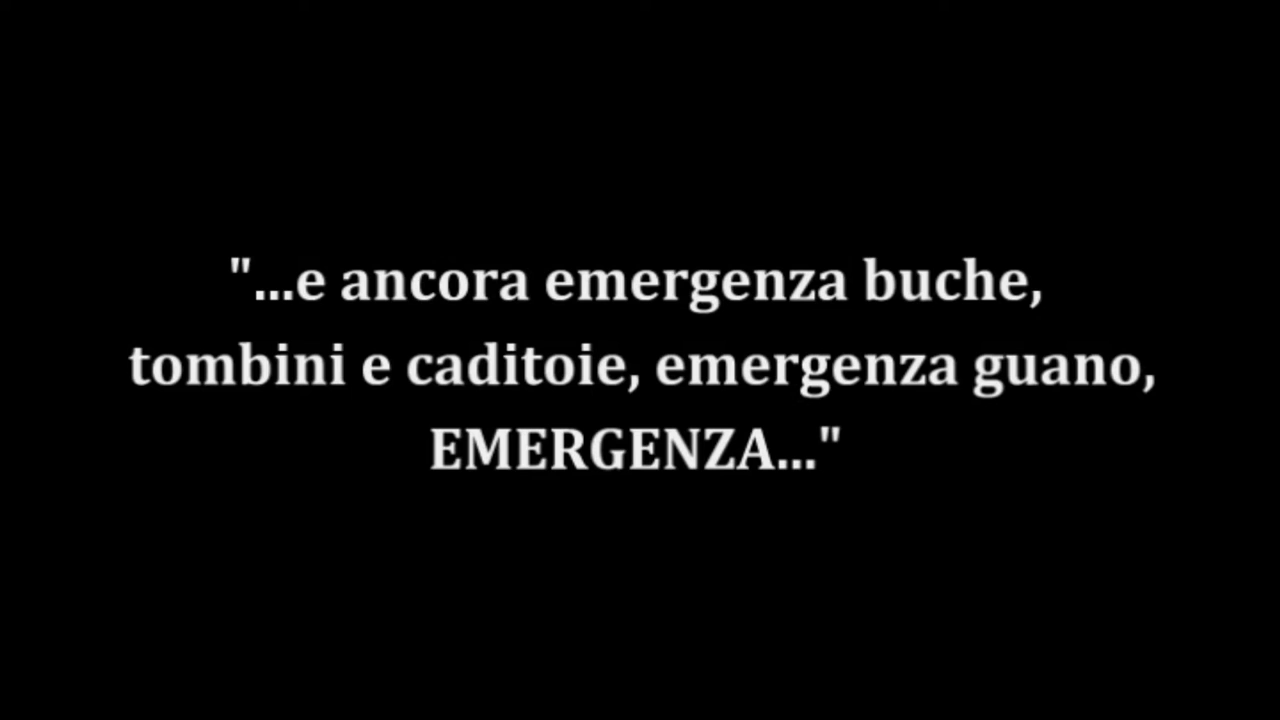 "...e ancora emergenza buche,
tombini e caditoie, emergenza guano,
EMERGENZA..."